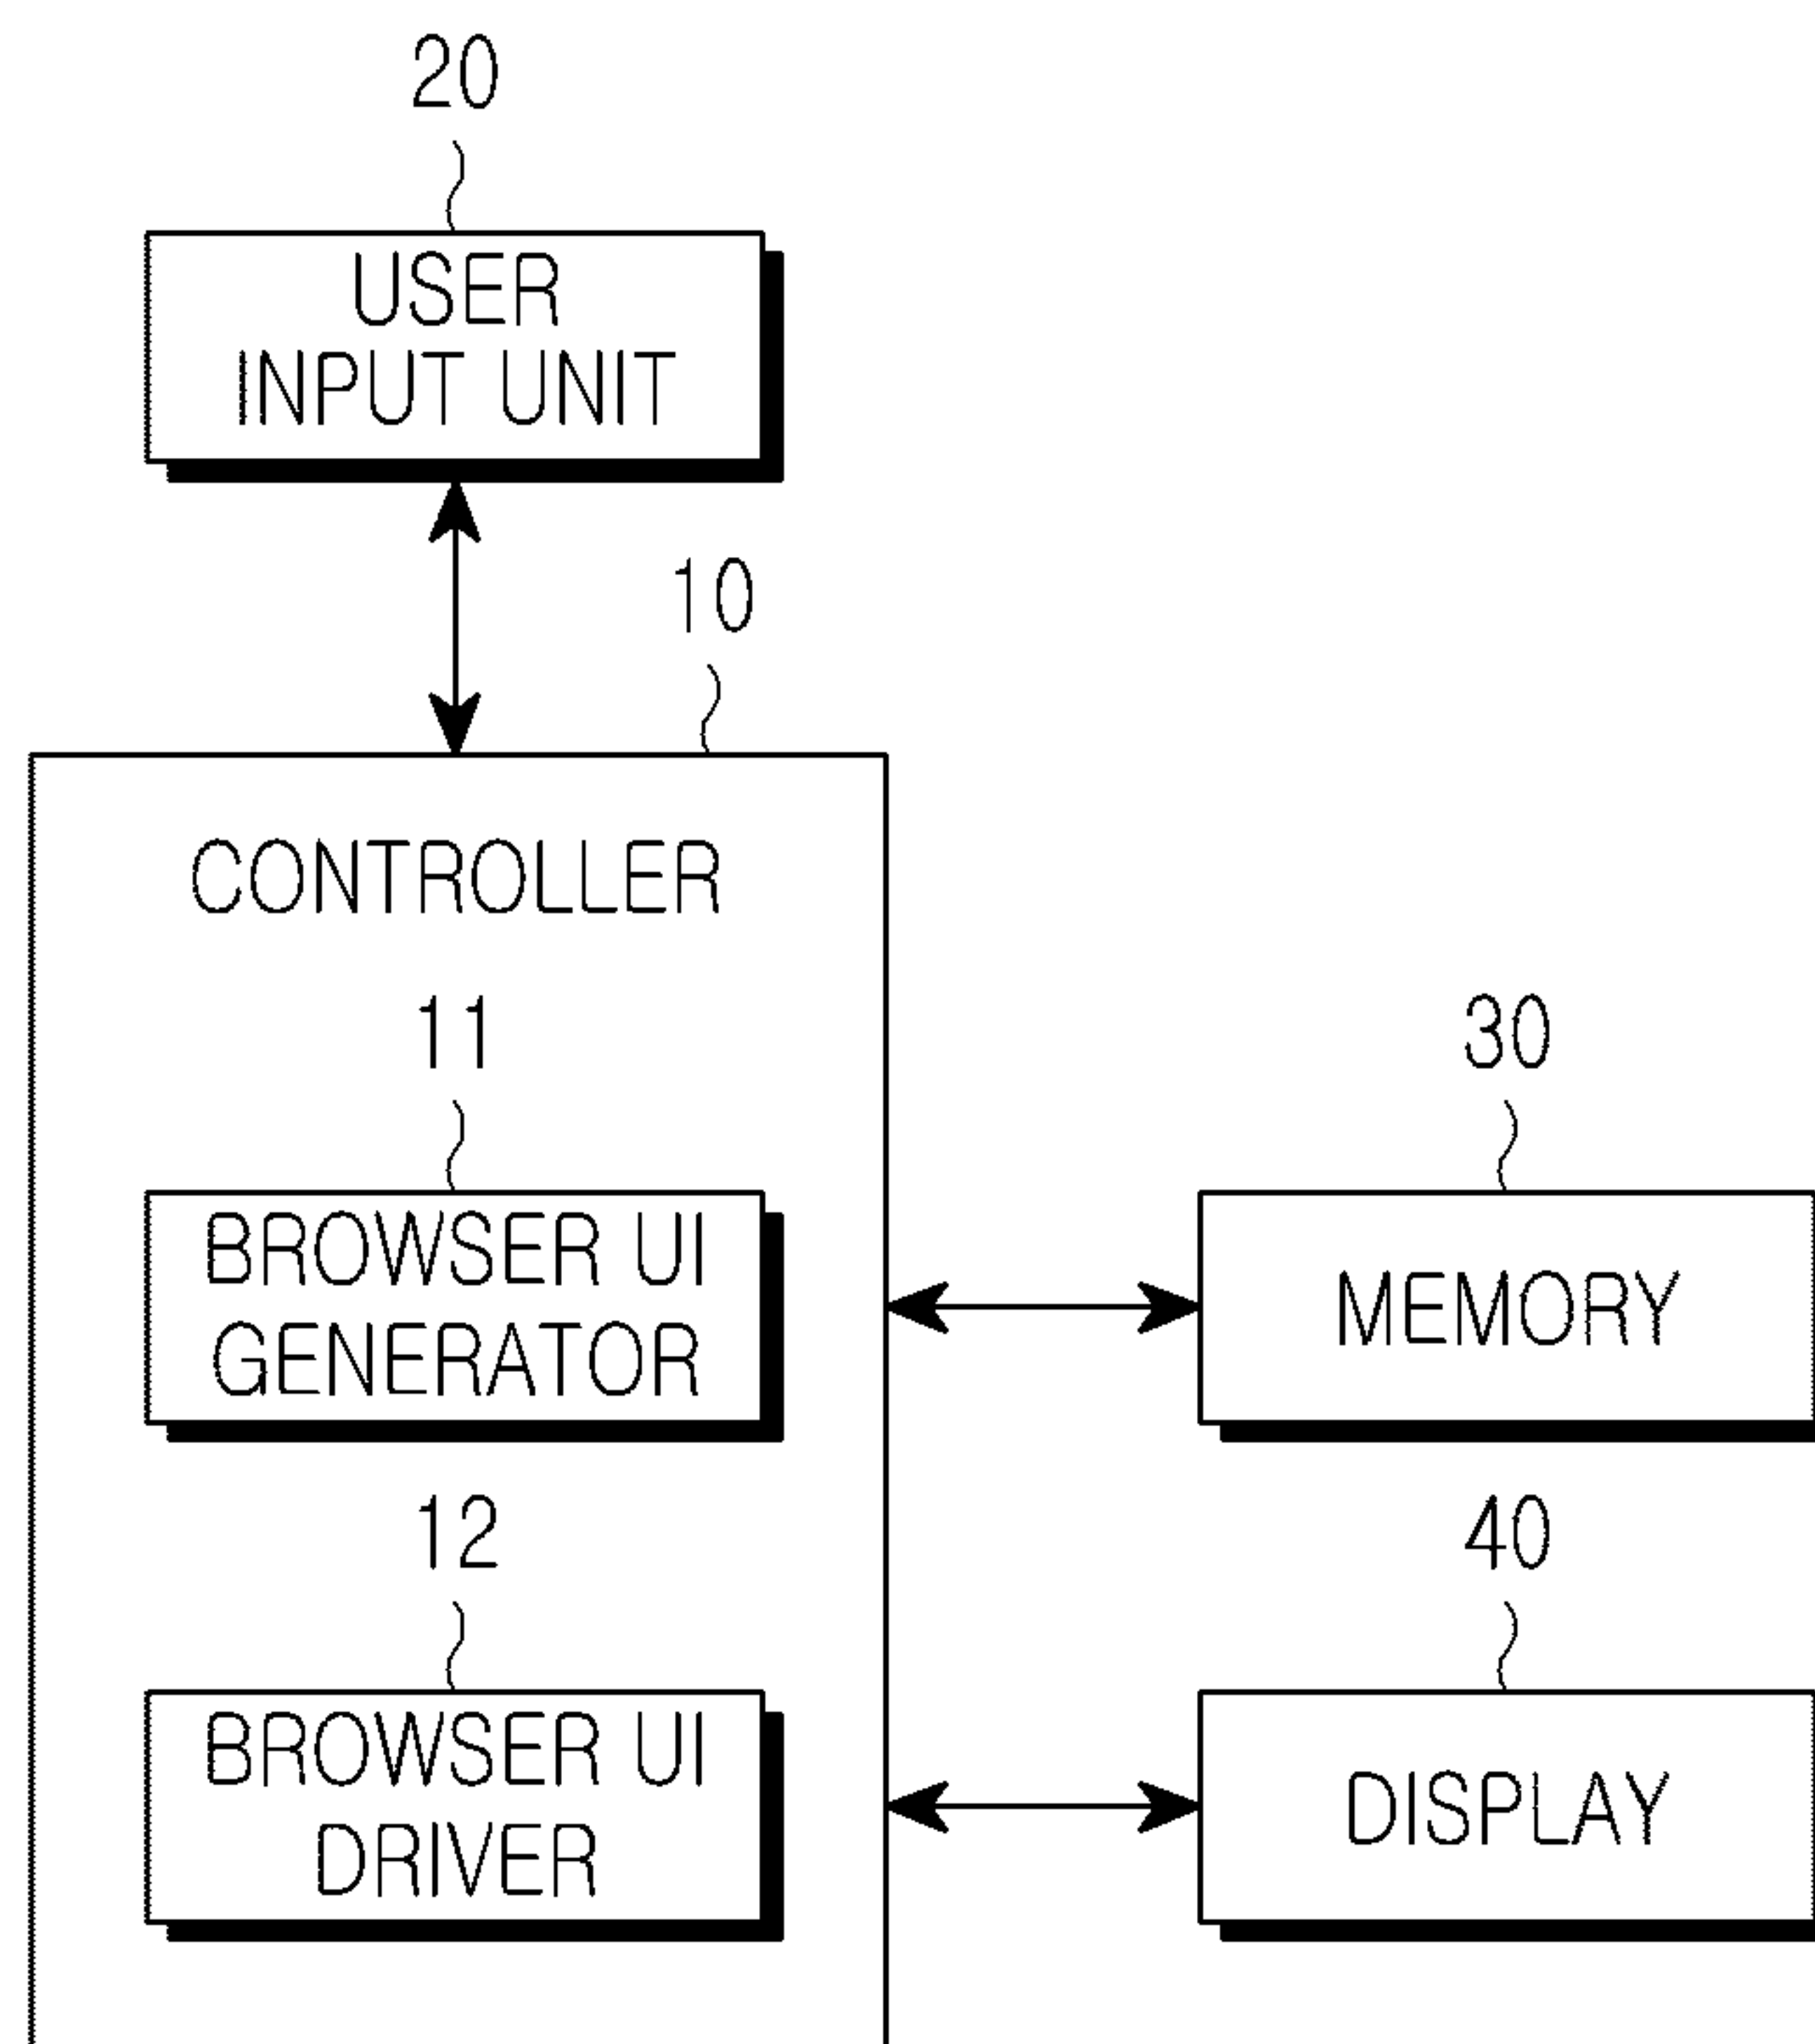 20
USER
INPUT UNIT
10
CONTROLLER
11
BROWSER UI
GENERATOR
30
MEMORY
12
BROWSER UI
DRIVER
40
DISPLAY